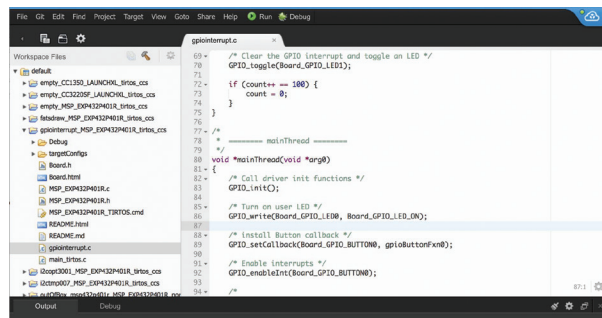 File Git Edit Find Project Target View Goto Share Help Run Debug
gpiointerrupt.c ×
Workspace Files
default
empty_CC1350_LAUNCHXL_tirtos_ccs
empty_CC3220SF_LAUNCHXL_tirtos_ccs
empty_MSP_EXP432P401R_tirtos_ccs
fatsdraw_MSP_EXP432P401R_tirtos_ccs
gpiointerrupt_MSP_EXP432P401R_tirtos_ccs
Debug
targetConfigs
Board.h
Board.html
MSP_EXP432P401R.c
MSP_EXP432P401R.h
MSP_EXP432P401R_TIRTOS.cmd
README.html
README.md
gpiointerrupt.c
main_tirtos.c
i2copt3001_MSP_EXP432P401R_tirtos_ccs
i2ctmp007_MSP_EXP432P401R_tirtos_ccs
outOfBox_msp432p401r_MSP_EXP432P401R
69 /* Clear the GPIO interrupt and toggle an LED */
70 GPIO_toggle(Board_GPIO_LED1);
71
72 if (count++ == 100) {
73 count = 0;
74 }
75 }
76
77 /*
78 * ======== mainThread ========
79 */
80 void *mainThread(void *arg0)
81 {
82 /* Call driver init functions */
83 GPIO_init();
84
85 /* Turn on user LED */
86 GPIO_write(Board_GPIO_LED0, Board_GPIO_LED_ON);
87
88 /* install Button callback */
89 GPIO_setCallback(Board_GPIO_BUTTON0, gpioButtonFxn0);
90
91 /* Enable interrupts */
92 GPIO_enableInt(Board_GPIO_BUTTON0);
93
94 /*
87:1
Output Debug